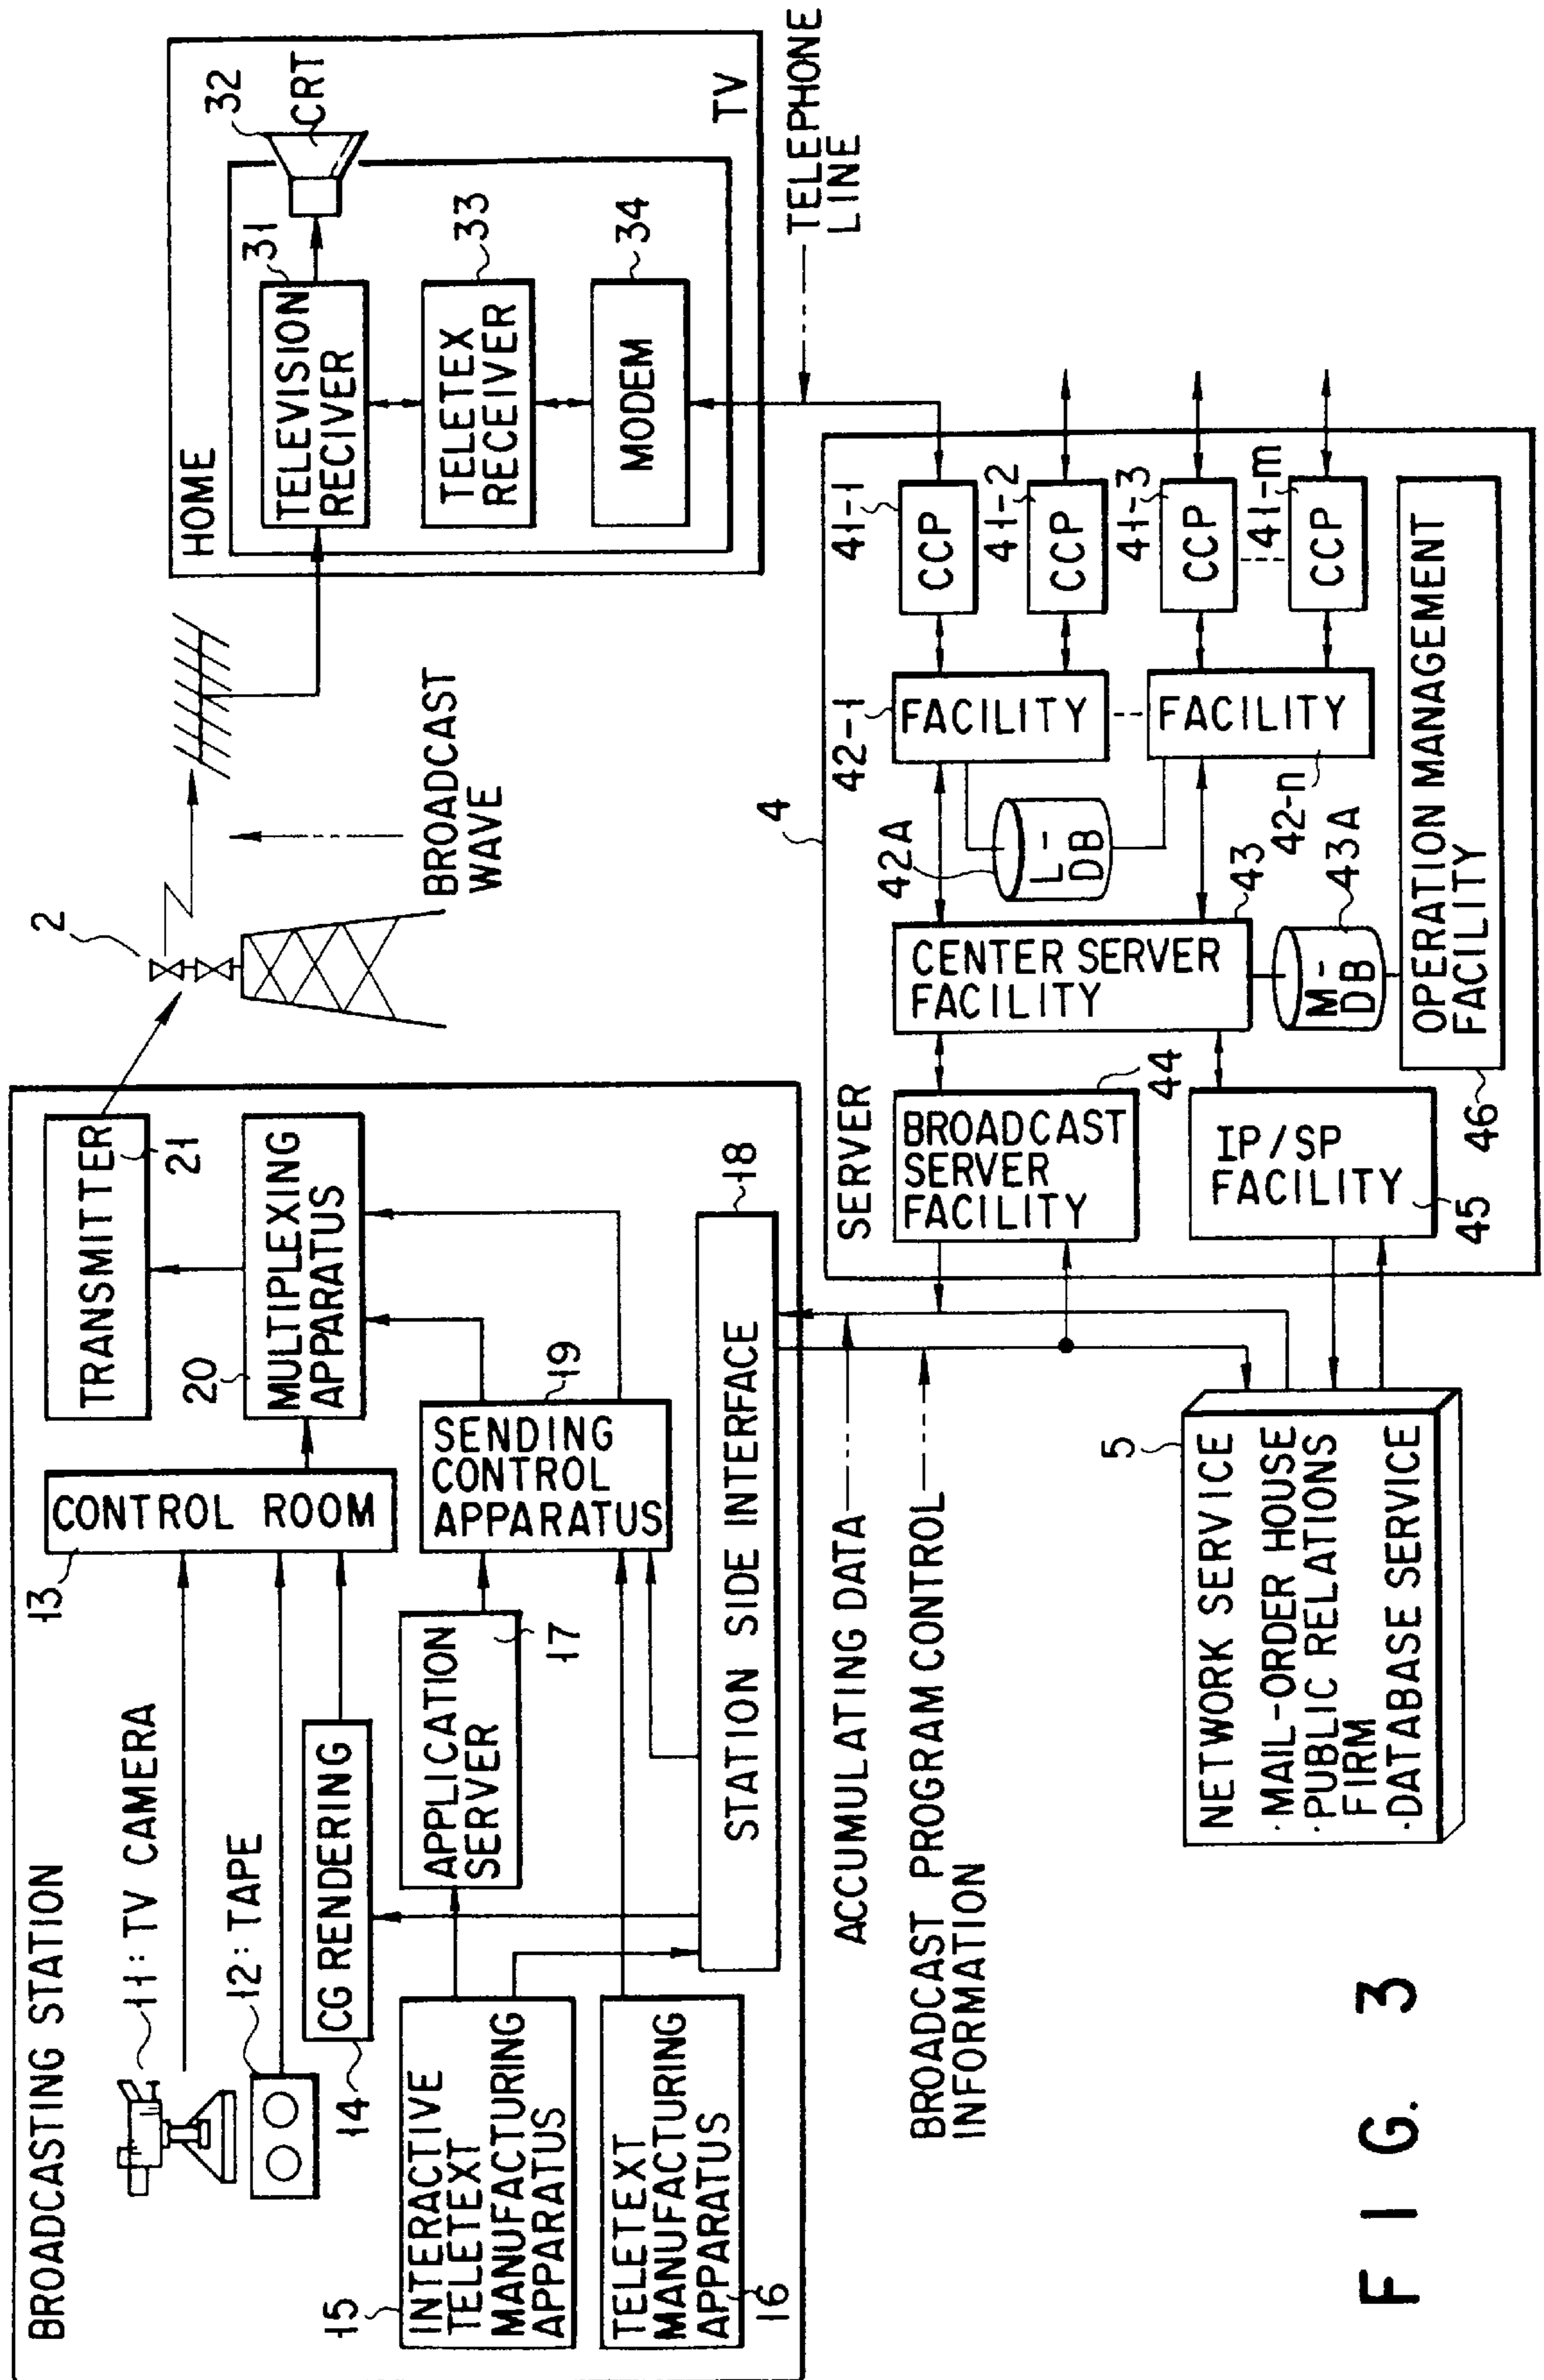 BROADCASTING STATION
11: TV CAMERA
12: TAPE
13
CONTROL ROOM
14
CG RENDERING
15
INTERACTIVE
TELETEXT
MANUFACTURING
APPARATUS
16
TELETEXT
MANUFACTURING
APPARATUS
APPLICATION
SERVER
17
SENDING
CONTROL
APPARATUS
19
20
MULTIPLEXING
APPARATUS
TRANSMITTER
21
STATION SIDE INTERFACE
18
2
BROADCAST
WAVE
HOME
TELEVISION
RECIVER
31
32
CRT
TELETEX
RECEIVER
33
MODEM
34
TV
TELEPHONE
LINE
ACCUMULATING DATA
BROADCAST PROGRAM CONTROL
INFORMATION
4
SERVER
BROADCAST
SERVER
FACILITY
44
IP/SP
FACILITY
45
CENTER SERVER
FACILITY
43
42A
L-
DB
M-
DB
43A
42-1
FACILITY
FACILITY
42-n
41-1
CCP
41-2
CCP
41-3
CCP
41-m
CCP
OPERATION MANAGEMENT
FACILITY
46
5
NETWORK SERVICE
·MAIL-ORDER HOUSE
·PUBLIC RELATIONS
FIRM
·DATABASE SERVICE
FIG. 3